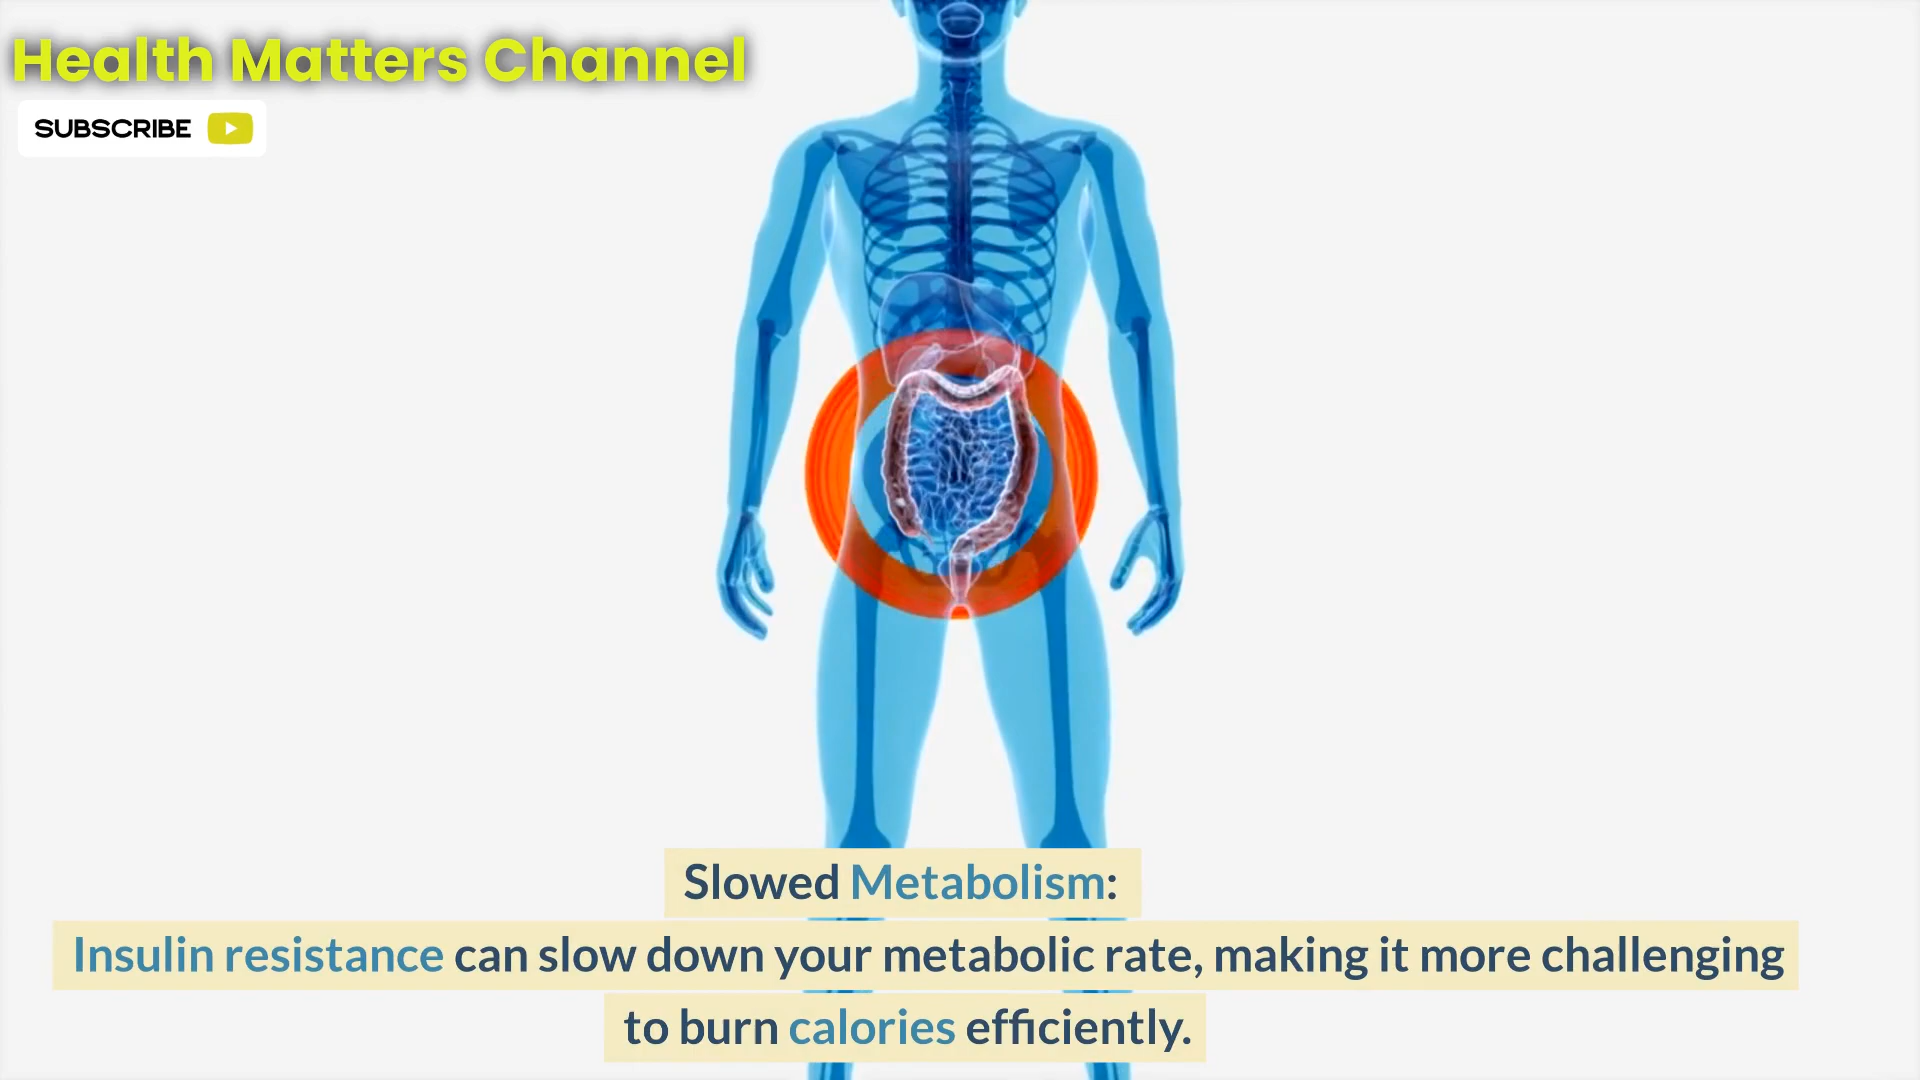 Health Matters Channel
SUBSCRIBE
Slowed Metabolism:
Insulin resistance can slow down your metabolic rate, making it more challenging
to burn calories efficiently.